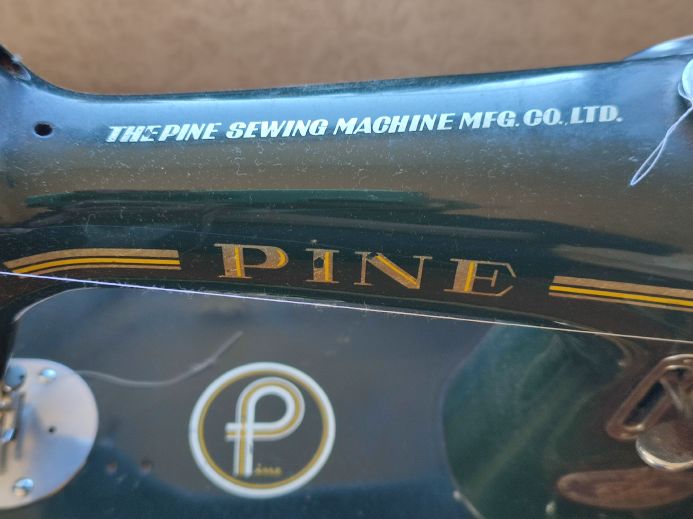 THE PINE SEWING MACHINE MFG. CO., LTD.
PINE
Pine